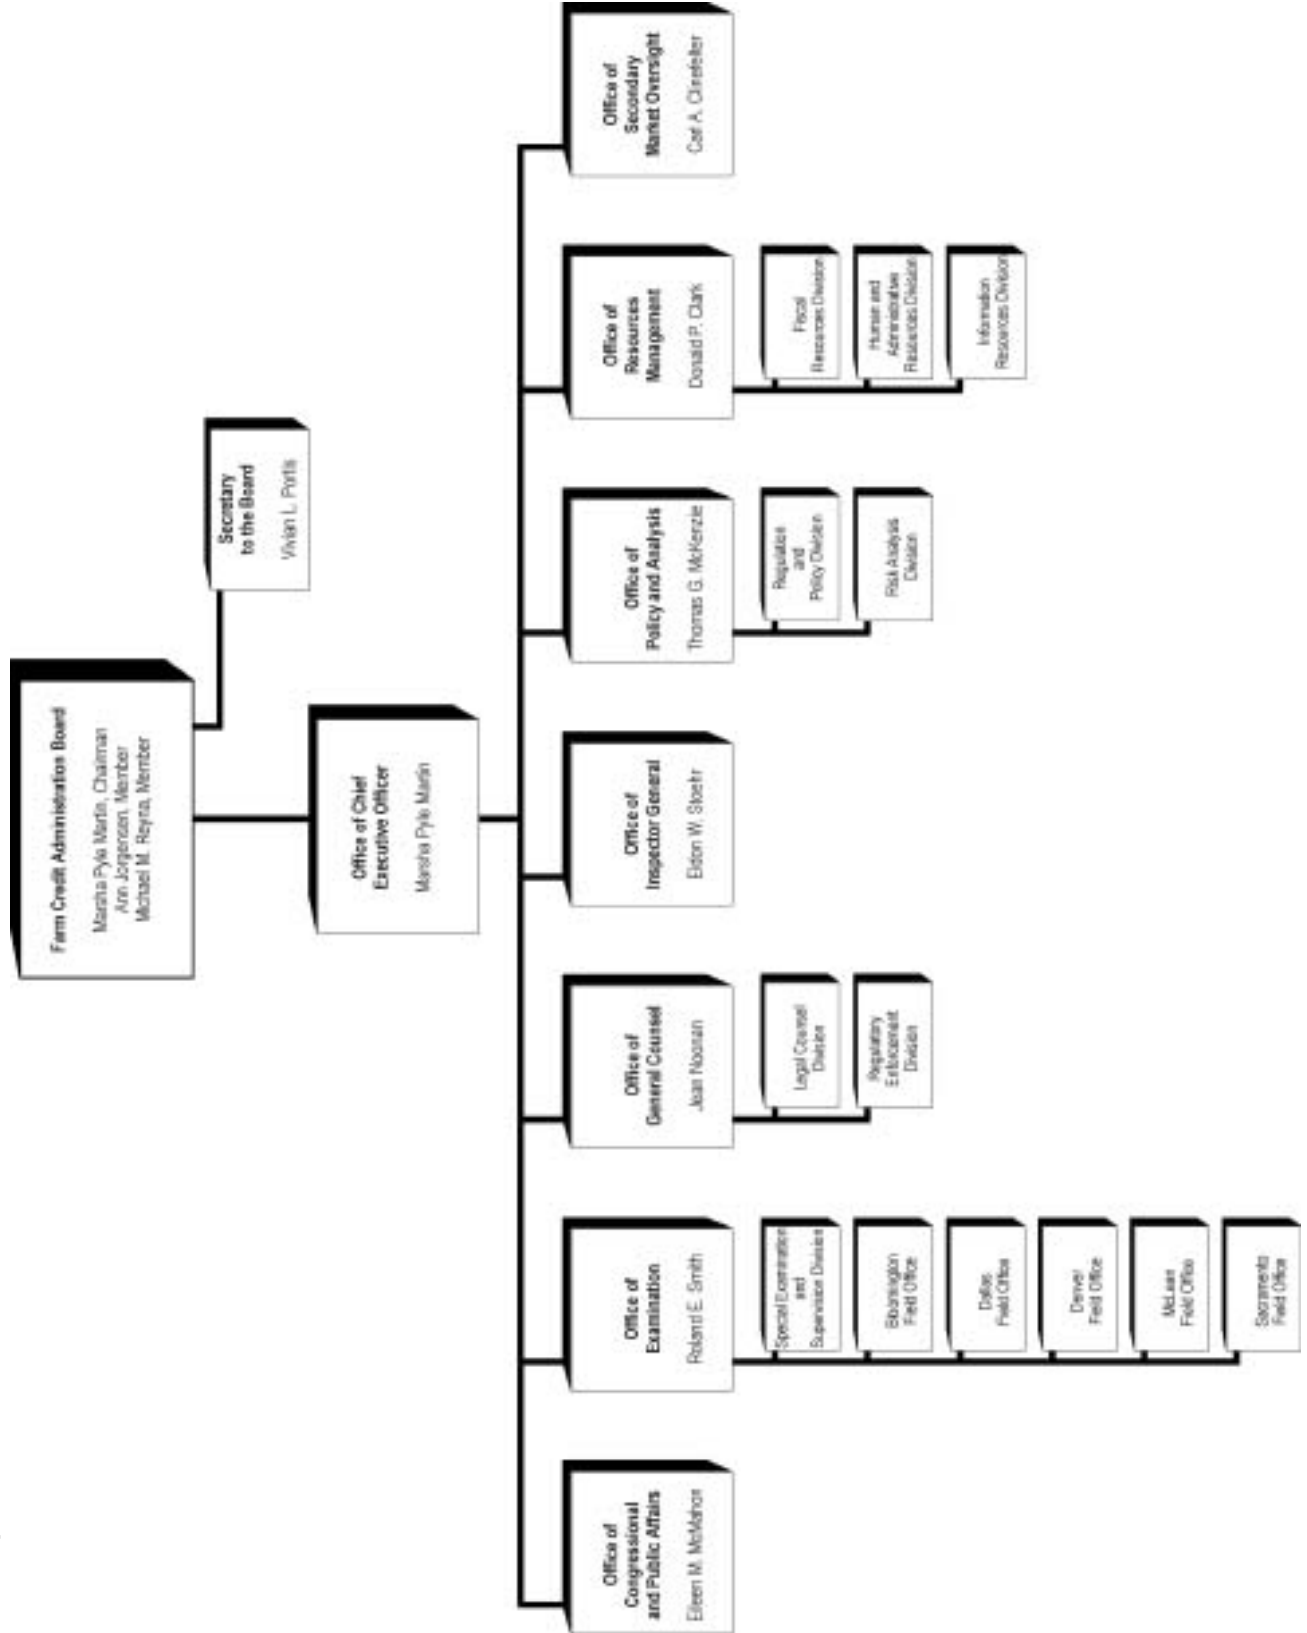 Farm Credit Administration Board
Marsha Pyle Martin, Chairman
Ann Jorgensen, Member
Michael M. Reyna, Member
Secretary
to the Board
Vivian L. Portis
Office of Chief
Executive Officer
Marsha Pyle Martin
Office of
Congressional
and Public Affairs
Eileen M. McMahon
Office of
Examination
Roland E. Smith
Special Examination
and
Supervision Division
Bloomington
Field Office
Dallas
Field Office
Denver
Field Office
McLean
Field Office
Sacramento
Field Office
Office of
General Counsel
Jean Noonan
Legal Counsel
Division
Regulatory
Enforcement
Division
Office of
Inspector General
Eldon W. Stoehr
Office of
Policy and Analysis
Thomas G. McKenzie
Regulation
and
Policy Division
Risk Analysis
Division
Office of
Resources
Management
Donald P. Clark
Fiscal
Resources Division
Human and
Administrative
Resources Division
Information
Resources Division
Office of
Secondary
Market Oversight
Carl A. Clinefelter